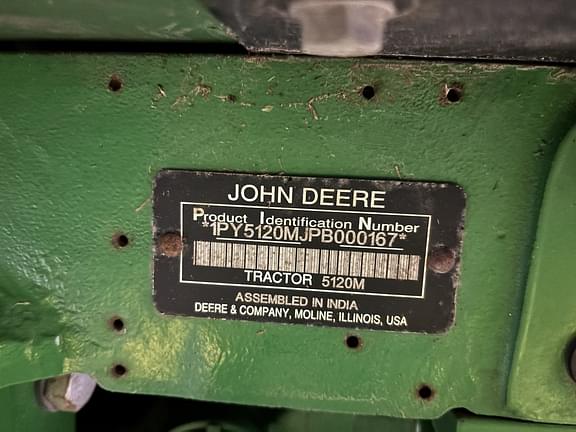 JOHN DEERE
Product Identification Number
*1PY5120MJPB000167*
TRACTOR 5120M
ASSEMBLED IN INDIA
DEERE & COMPANY, MOLINE, ILLINOIS, USA